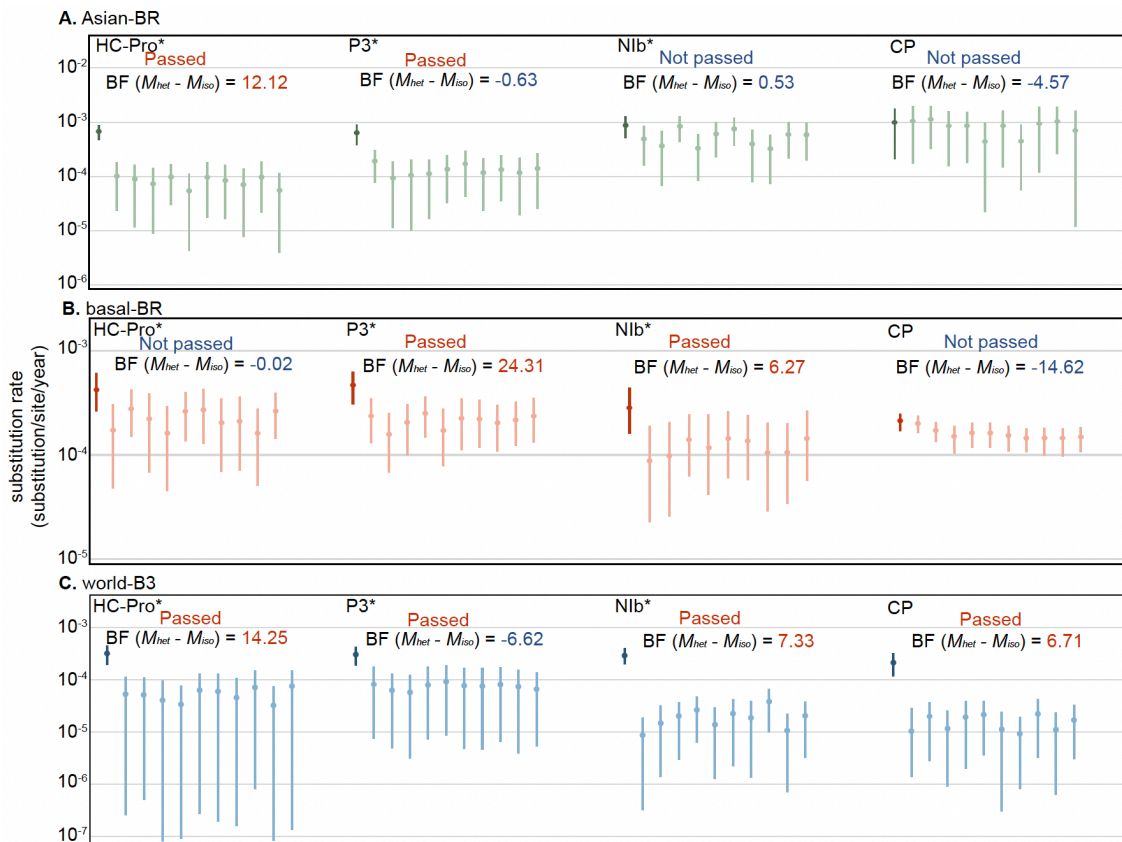 A. Asian-BR
HC-Pro* P3* NIb* CP
Passed Passed Not passed Not passed
BF (Mhet - Miso) = 12.12 BF (Mhet - Miso) = -0.63 BF (Mhet - Miso) = 0.53 BF (Mhet - Miso) = -4.57
10-2
10-3
10-4
10-5
10-6
B. basal-BR
HC-Pro* P3* NIb* CP
Not passed Passed Passed Not passed
BF (Mhet - Miso) = -0.02 BF (Mhet - Miso) = 24.31 BF (Mhet - Miso) = 6.27 BF (Mhet - Miso) = -14.62
10-3
10-4
10-5
substitution rate
(substitution/site/year)
C. world-B3
HC-Pro* P3* NIb* CP
Passed Passed Passed Passed
BF (Mhet - Miso) = 14.25 BF (Mhet - Miso) = -6.62 BF (Mhet - Miso) = 7.33 BF (Mhet - Miso) = 6.71
10-3
10-4
10-5
10-6
10-7